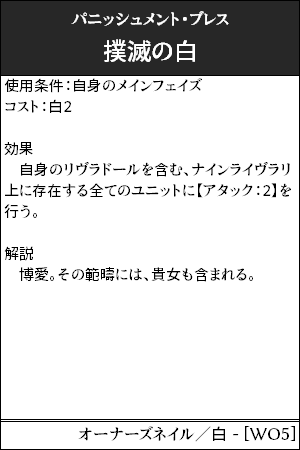 パニッシュメント・ブレス
撲滅の白
使用条件：自身のメインフェイズ
コスト：白2
効果
　自身のリヴラドールを含む、ナインライヴラリ
上に存在する全てのユニットに【アタック：2】を
行う。
解説
　博愛。その範疇には、貴女も含まれる。
オーナーズネイル／白 - [WO5]